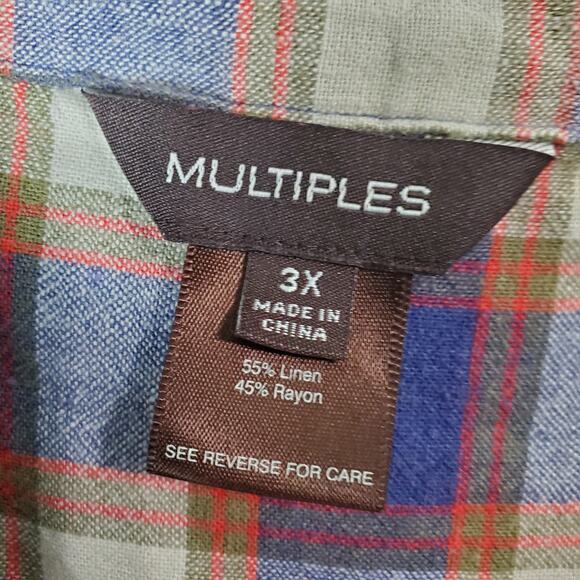 MULTIPLES
3X
MADE IN
CHINA
55% Linen
45% Rayon
SEE REVERSE FOR CARE